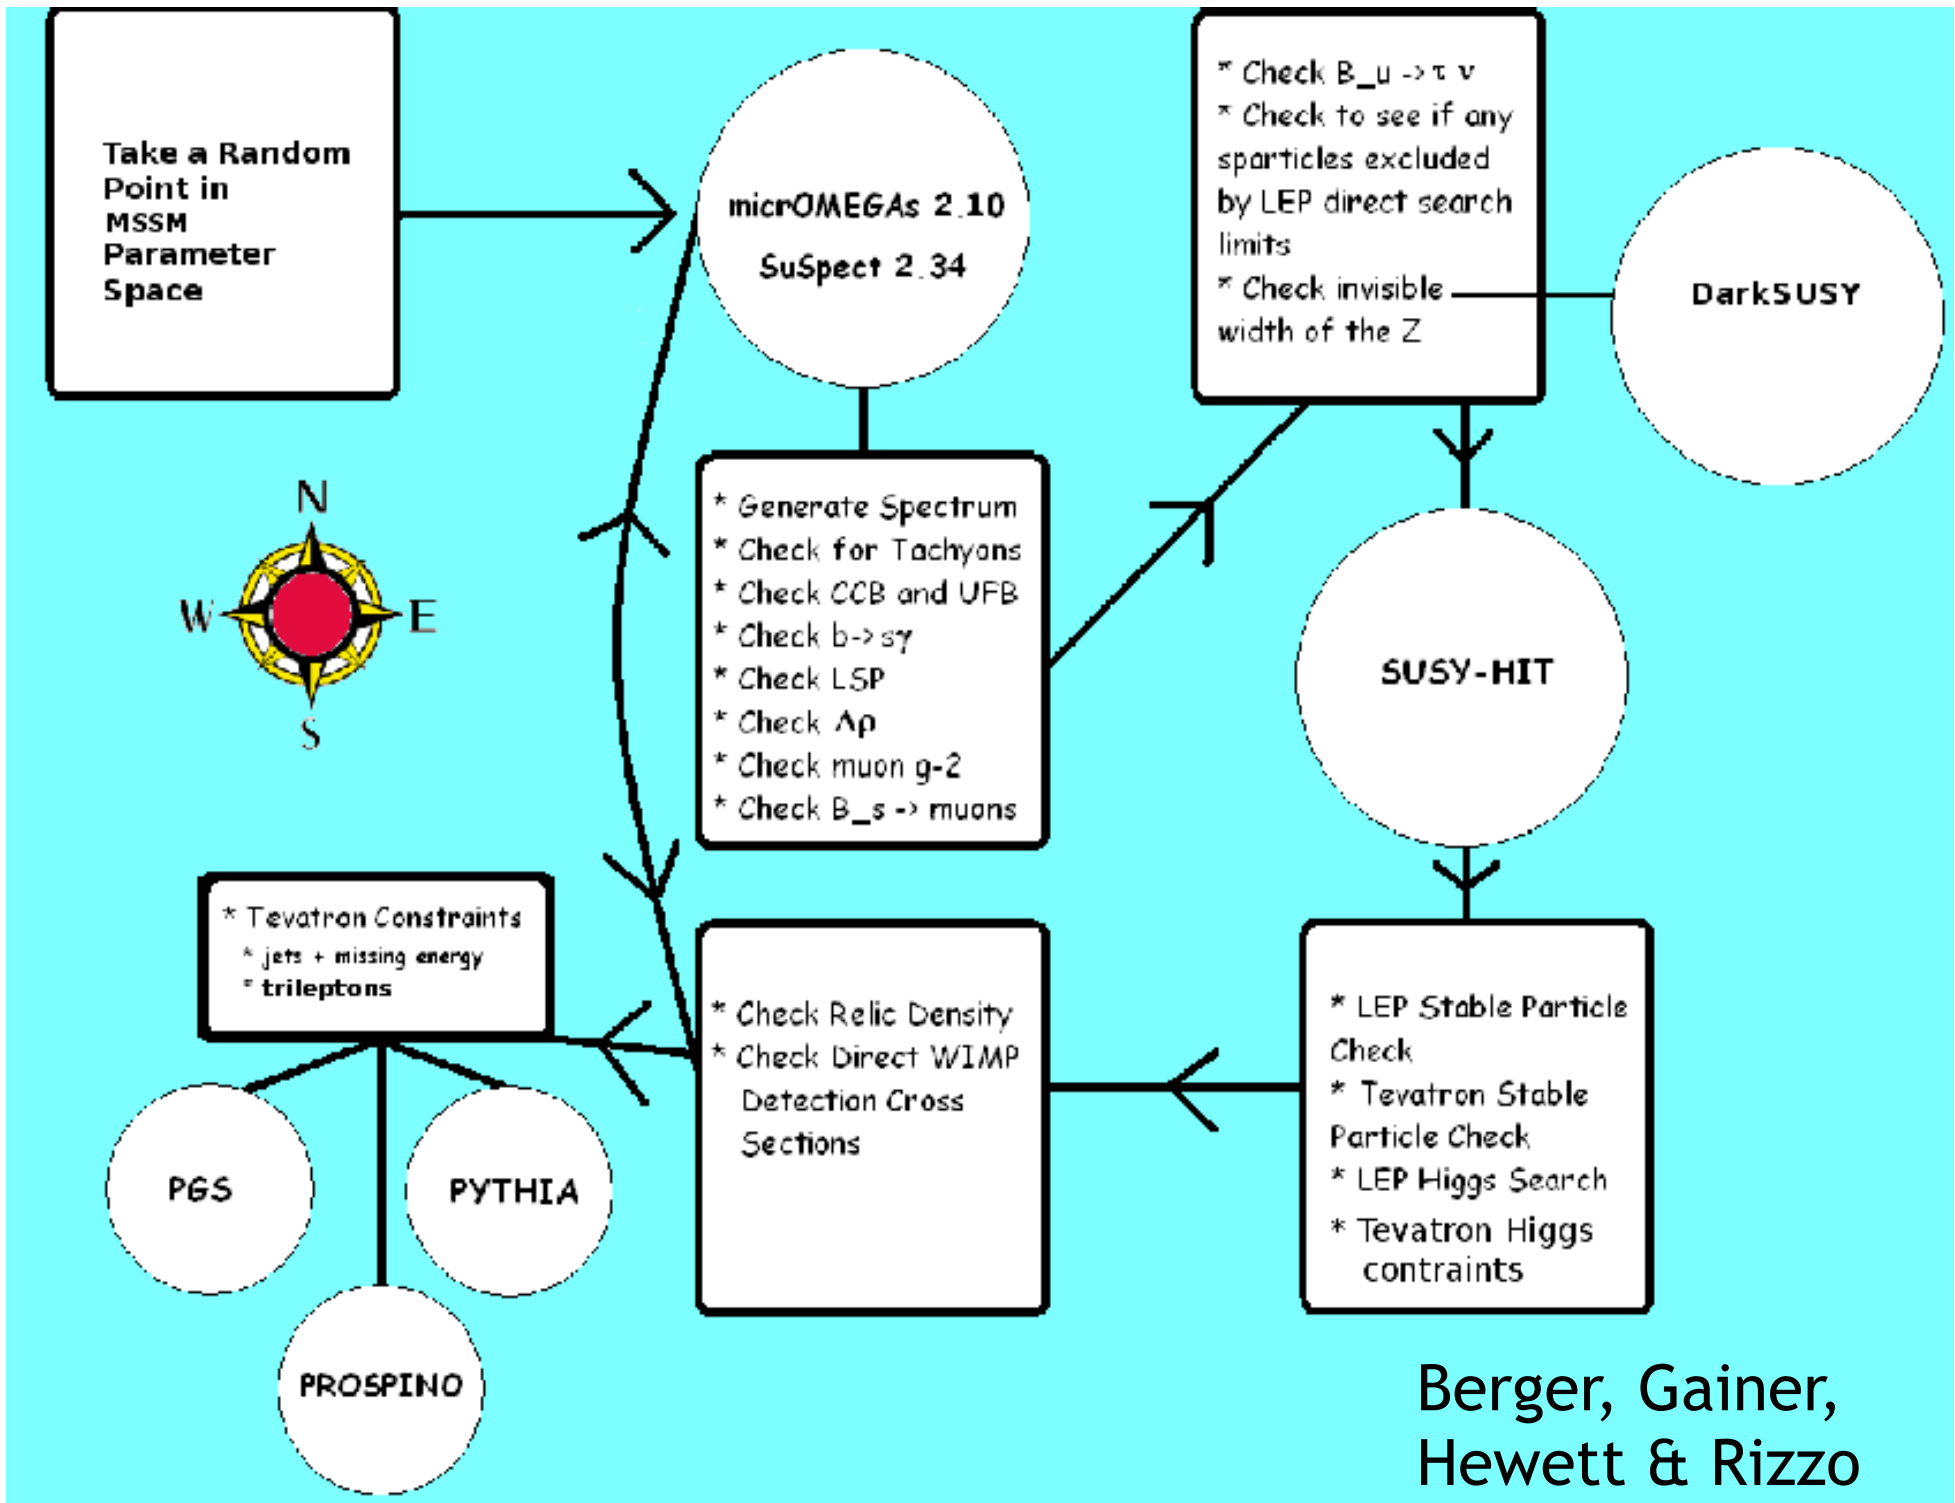 Take a Random
Point in
MSSM
Parameter
Space
micrOMEGAs 2.10
SuSpect 2.34
* Check B_u -> τ ν
* Check to see if any
sparticles excluded
by LEP direct search
limits
* Check invisible
width of the Z
DarkSUSY
N
W
E
S
* Generate Spectrum
* Check for Tachyons
* Check CCB and UFB
* Check b-> sγ
* Check LSP
* Check Δρ
* Check muon g-2
* Check B_s -> muons
SUSY-HIT
* Tevatron Constraints
* jets + missing energy
* trileptons
* Check Relic Density
* Check Direct WIMP
Detection Cross
Sections
* LEP Stable Particle
Check
* Tevatron Stable
Particle Check
* LEP Higgs Search
* Tevatron Higgs
contraints
PGS
PYTHIA
PROSPINO
Berger, Gainer,
Hewett & Rizzo